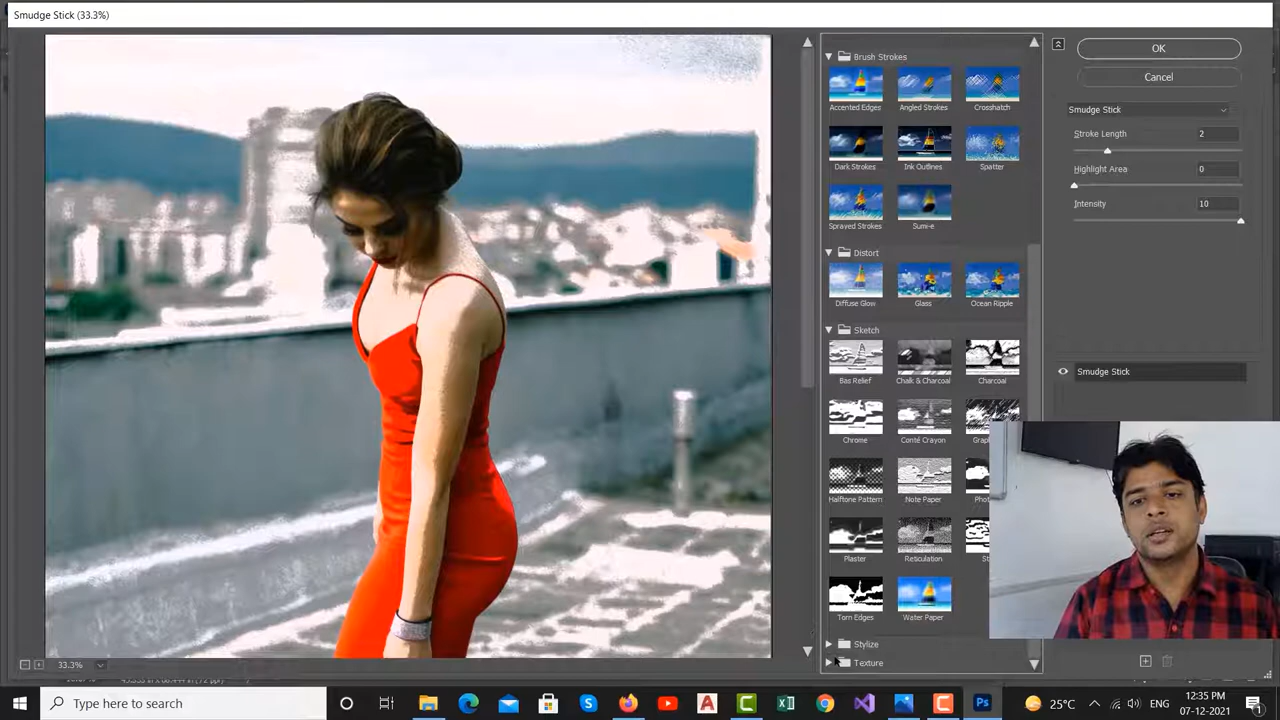 Smudge Stick (33.3%)
Brush Strokes
Accented Edges
Angled Strokes
Crosshatch
Dark Strokes
Ink Outlines
Spatter
Sprayed Strokes
Sumi-e
Distort
Diffuse Glow
Glass
Ocean Ripple
Sketch
Bas Relief
Chalk & Charcoal
Charcoal
Chrome
Conté Crayon
Halftone Pattern
Note Paper
Plaster
Reticulation
Torn Edges
Water Paper
Stylize
Texture
OK
Cancel
Smudge Stick
Stroke Length 2
Highlight Area 0
Intensity 10
Smudge Stick
33.3%
Type here to search
25°C
ENG
12:35 PM
07-12-2021